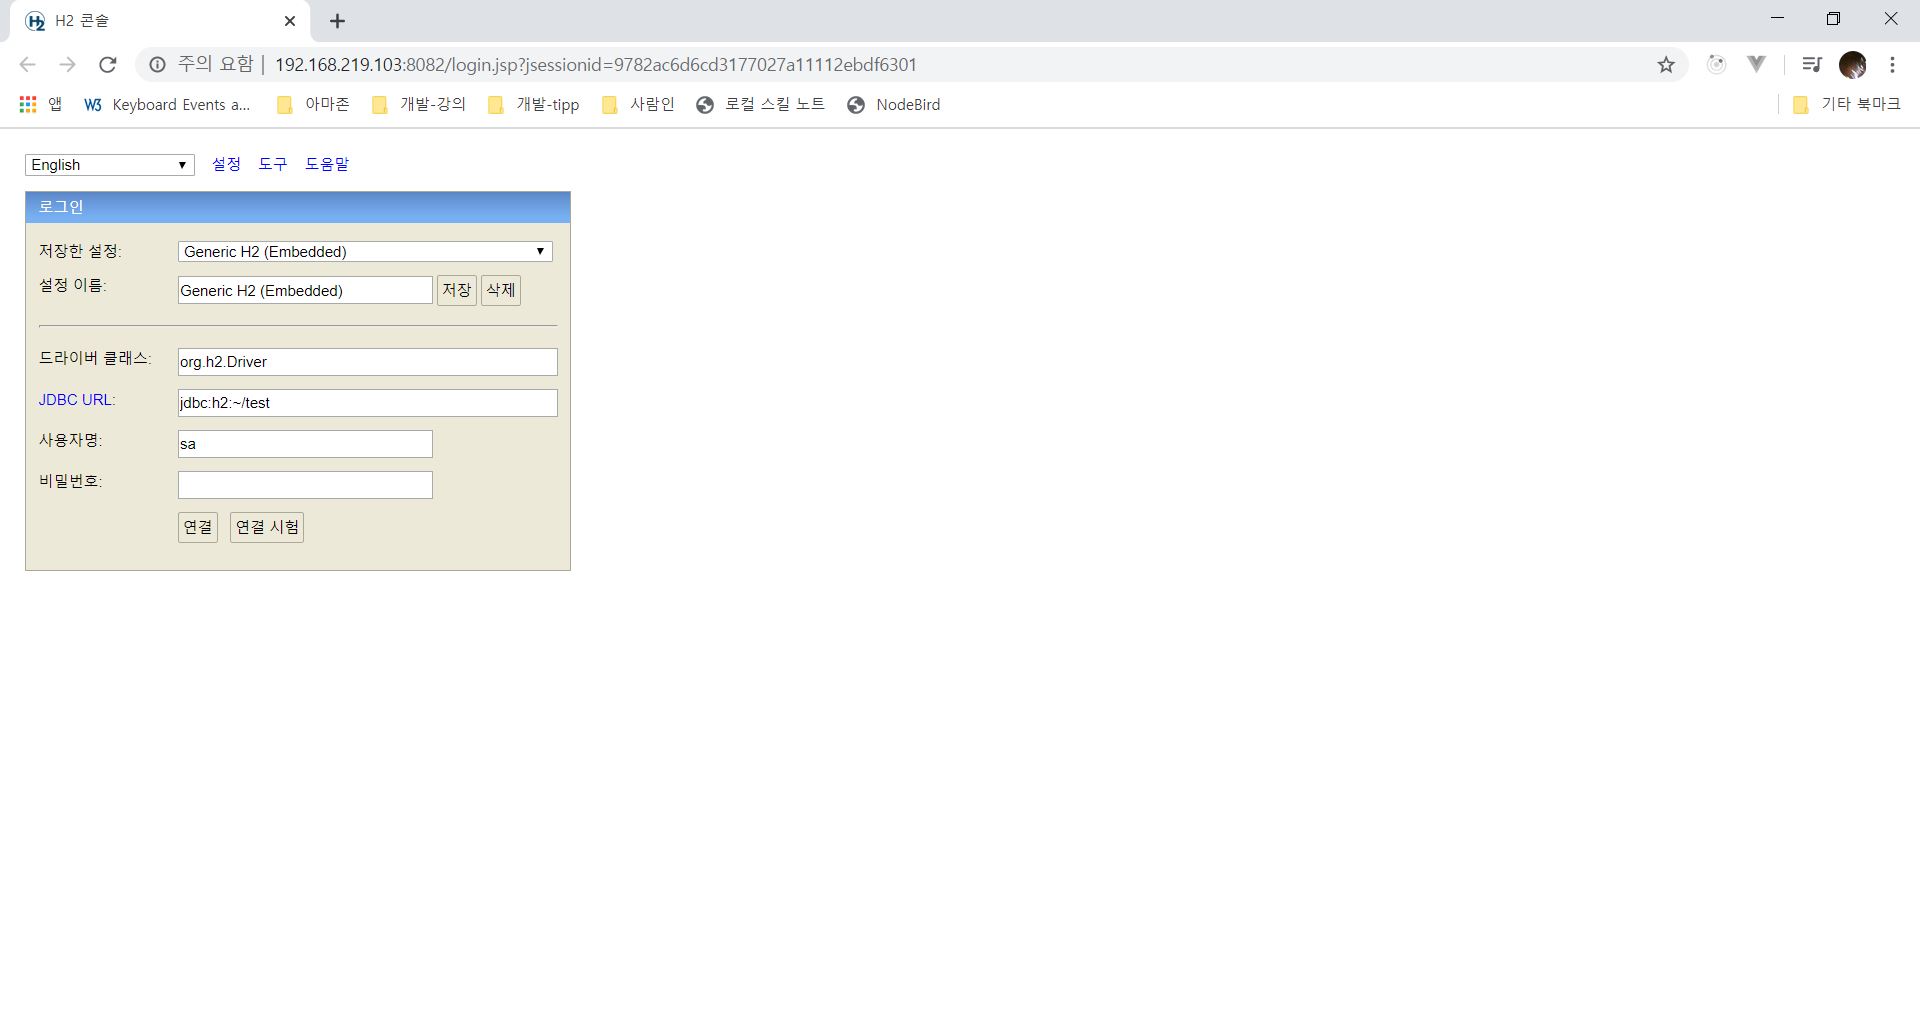 H2 콘솔
주의 요함 | 192.168.219.103:8082/login.jsp?jsessionid=9782ac6d6cd3177027a11112ebdf6301
앱 W3 Keyboard Events a... 아마존 개발-강의 개발-tipp 사람인 로컬 스킬 노트 NodeBird 기타 북마크
English 설정 도구 도움말
로그인
저장한 설정: Generic H2 (Embedded)
설정 이름: Generic H2 (Embedded) 저장 삭제
드라이버 클래스: org.h2.Driver
JDBC URL: jdbc:h2:~/test
사용자명: sa
비밀번호:
연결 연결 시험